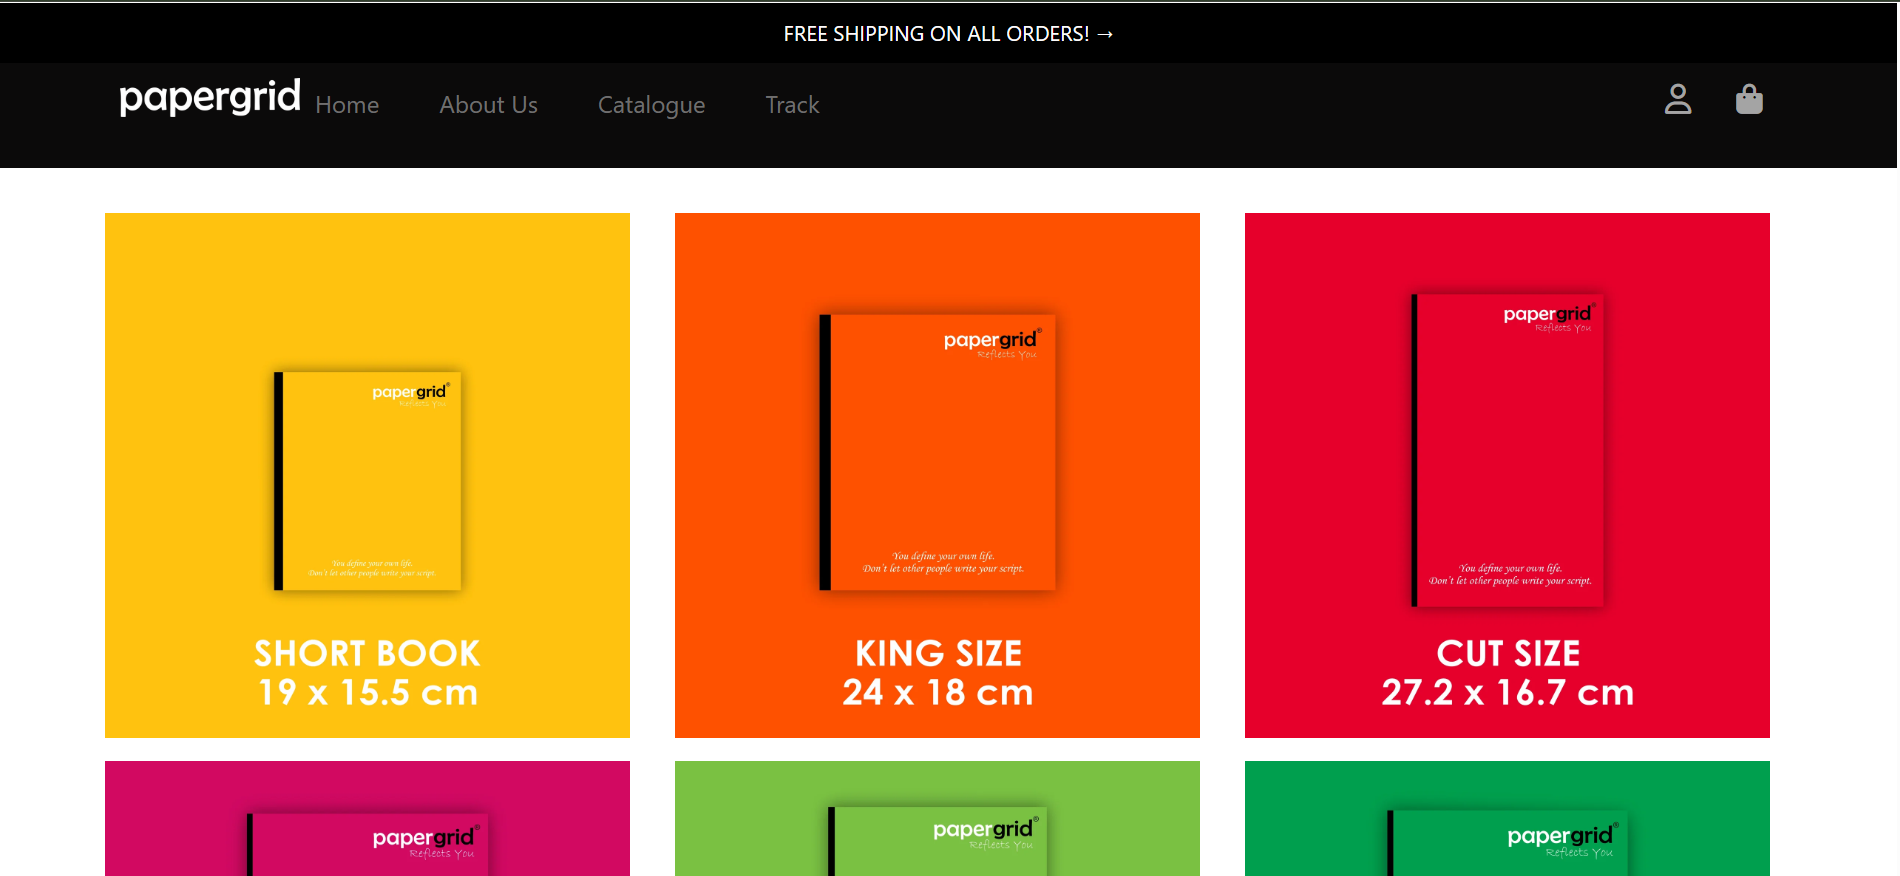 FREE SHIPPING ON ALL ORDERS! →
papergrid Home About Us Catalogue Track
papergrid®
Reflects You
You define your own life.
Don't let other people write your script.
SHORT BOOK
19 x 15.5 cm
papergrid®
Reflects You
You define your own life.
Don't let other people write your script.
KING SIZE
24 x 18 cm
papergrid®
Reflects You
You define your own life.
Don't let other people write your script.
CUT SIZE
27.2 x 16.7 cm
papergrid®
Reflects You
papergrid®
Reflects You
papergrid®
Reflects You